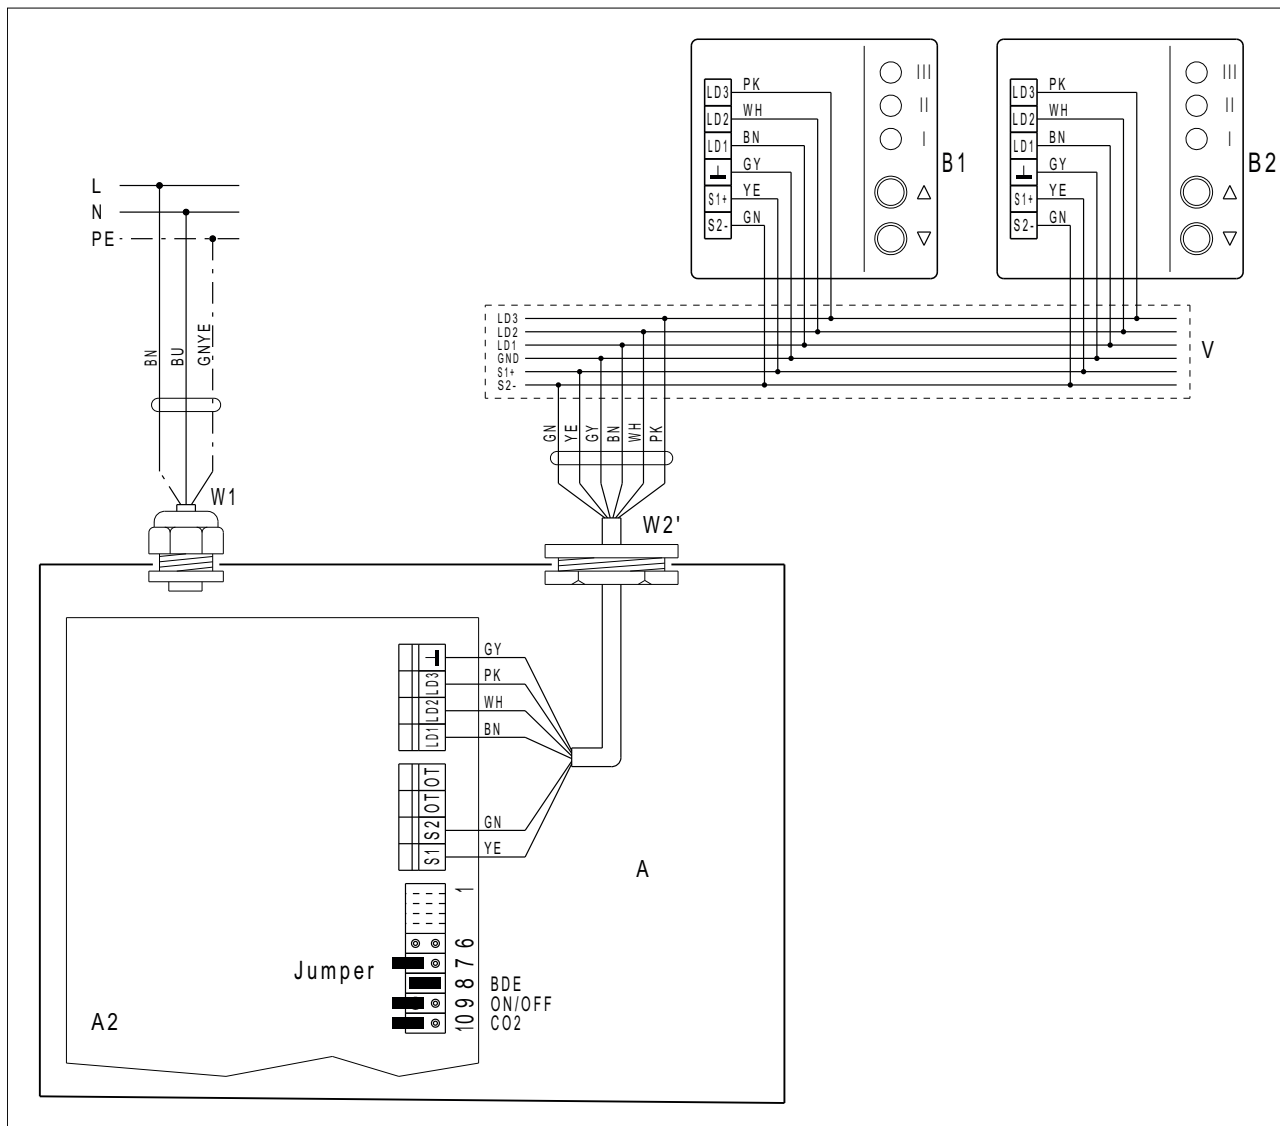 LD3 PK
LD2 WH
LD1 BN
GY
S1+ YE
S2- GN
III
II
I
B1
LD3 PK
LD2 WH
LD1 BN
GY
S1+ YE
S2- GN
III
II
I
B2
L
N
PE
BN
BU
GNYE
W1
LD3
LD2
LD1
GND
S1+
S2-
V
GN
YE
GY
BN
WH
PK
W2'
GY
LD3 PK
LD2 WH
LD1 BN
OT
OT
S2 GN
S1 YE
A
1
6
Jumper
7
8 BDE
9 ON/OFF
10 CO2
A2